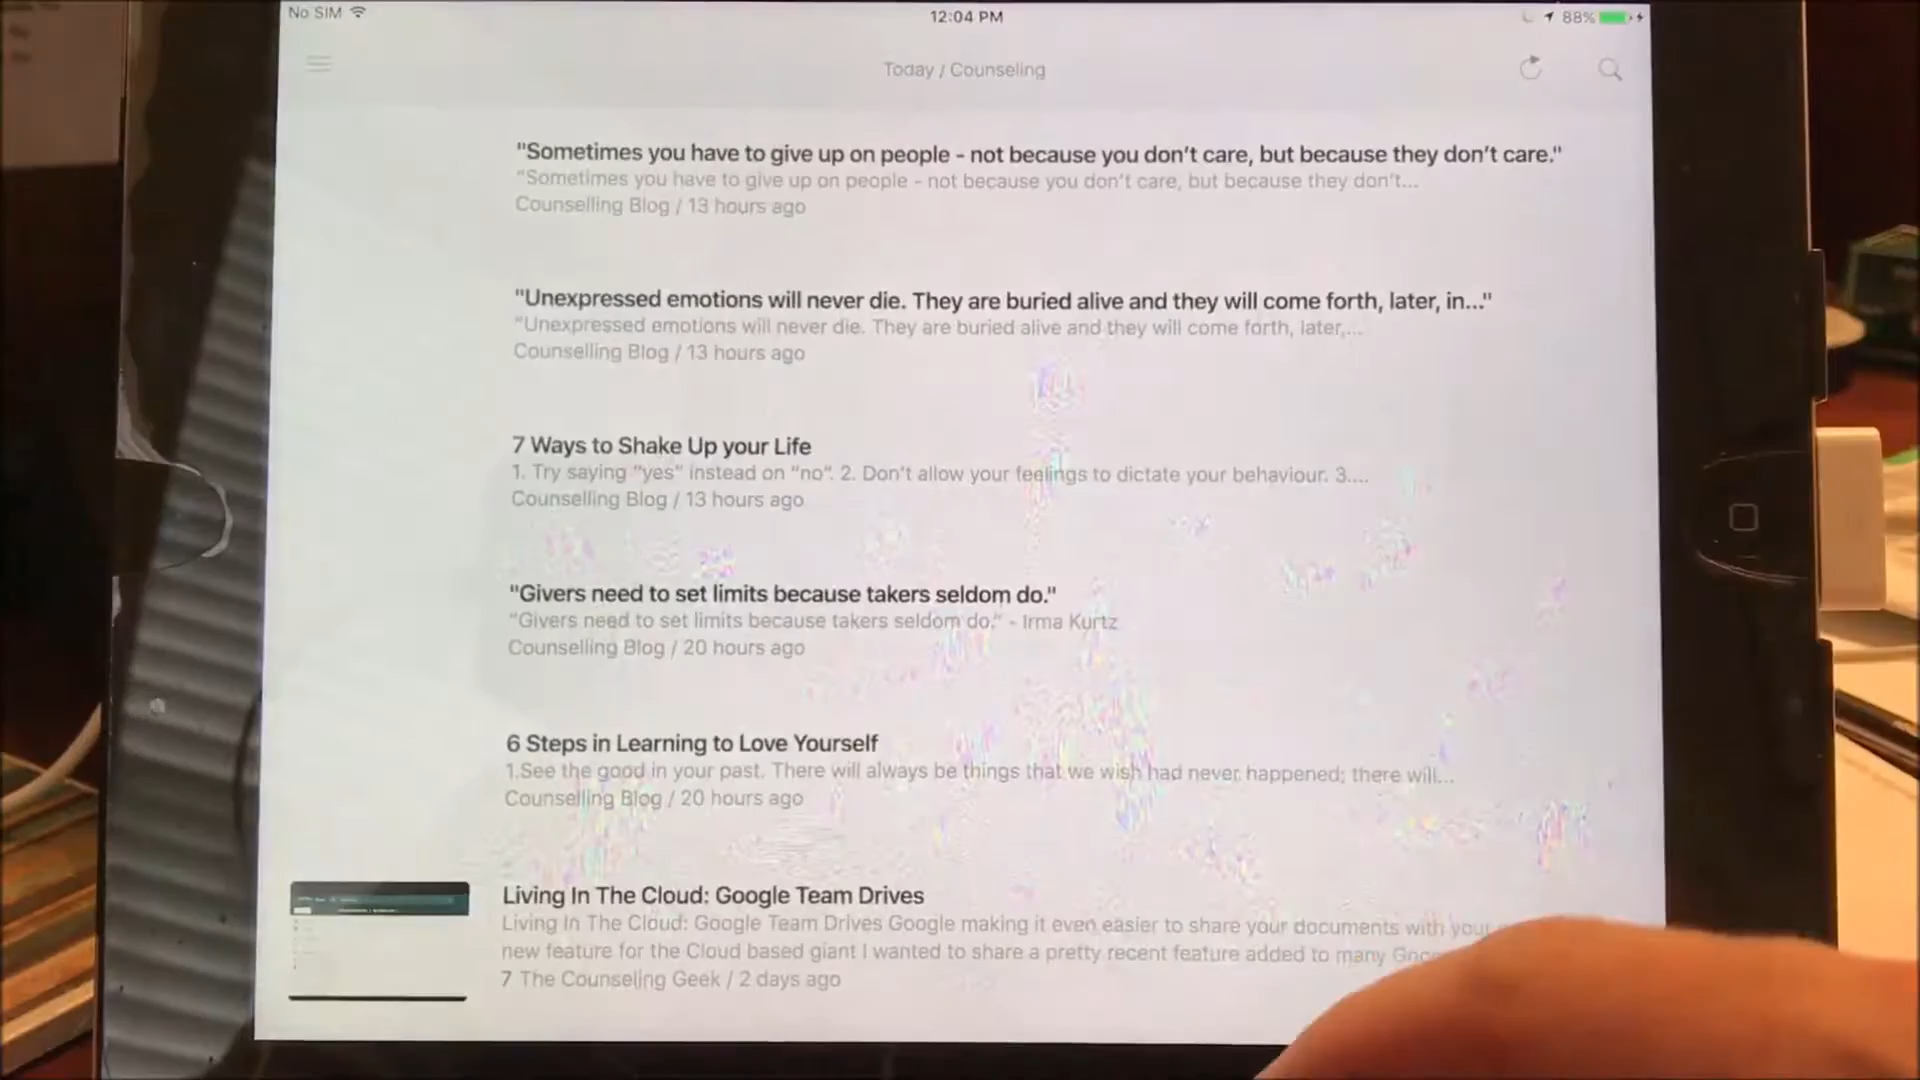 No SIM
12:04 PM
88%
Today / Counseling
"Sometimes you have to give up on people - not because you don't care, but because they don't care."
"Sometimes you have to give up on people - not because you don't care, but because they don't...
Counselling Blog / 13 hours ago
"Unexpressed emotions will never die. They are buried alive and they will come forth, later, in..."
"Unexpressed emotions will never die. They are buried alive and they will come forth, later,...
Counselling Blog / 13 hours ago
7 Ways to Shake Up your Life
1. Try saying "yes" instead on "no". 2. Don't allow your feelings to dictate your behaviour. 3....
Counselling Blog / 13 hours ago
"Givers need to set limits because takers seldom do."
"Givers need to set limits because takers seldom do." - Irma Kurtz
Counselling Blog / 20 hours ago
6 Steps in Learning to Love Yourself
1.See the good in your past. There will always be things that we wish had never happened; there will...
Counselling Blog / 20 hours ago
Living In The Cloud: Google Team Drives
Living In The Cloud: Google Team Drives Google making it even easier to share your documents with your
new feature for the Cloud based giant I wanted to share a pretty recent feature added to many
7 The Counseling Geek / 2 days ago